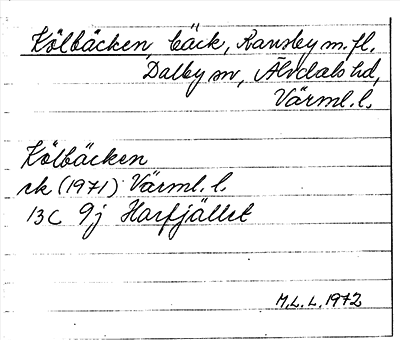 Kölbäcken, bäck, Ransby m.fl.
Dalby sn, Älvdals hd,
Värml. l.
Kölbäcken
ek (1971) Värml. l.
13C 9j Harfjället
M.L.L. 1972